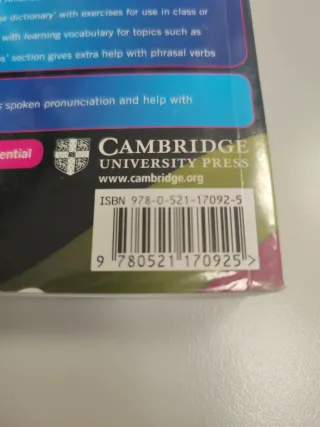 ge dictionary' with exercises for use in class or
with learning vocabulary for topics such as
s' section gives extra help with phrasal verbs
s spoken pronunciation and help with
ential
CAMBRIDGE
UNIVERSITY PRESS
www.cambridge.org
ISBN 978-0-521-17092-5
9 780521 170925 >